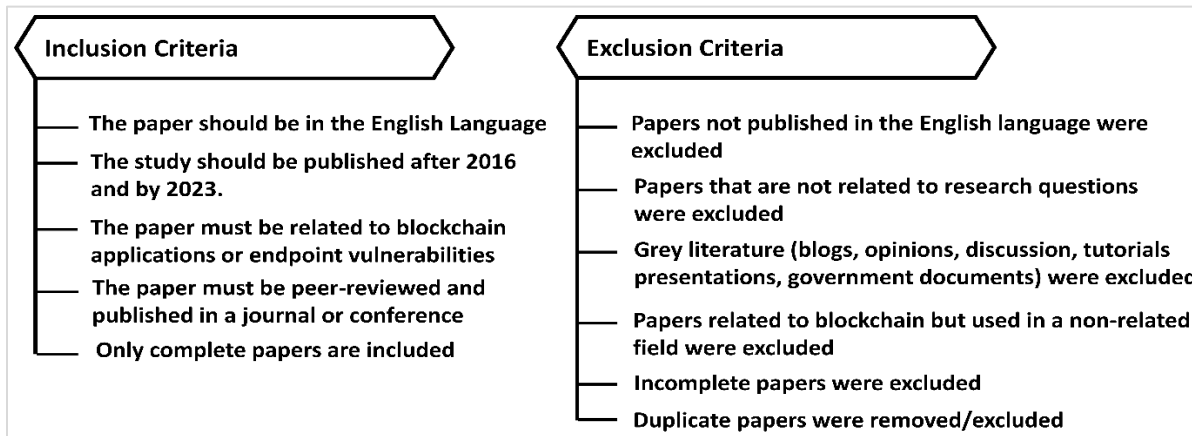 Inclusion Criteria
The paper should be in the English Language
The study should be published after 2016
and by 2023.
The paper must be related to blockchain
applications or endpoint vulnerabilities
The paper must be peer-reviewed and
published in a journal or conference
Only complete papers are included
Exclusion Criteria
Papers not published in the English language were
excluded
Papers that are not related to research questions
were excluded
Grey literature (blogs, opinions, discussion, tutorials
presentations, government documents) were excluded
Papers related to blockchain but used in a non-related
field were excluded
Incomplete papers were excluded
Duplicate papers were removed/excluded